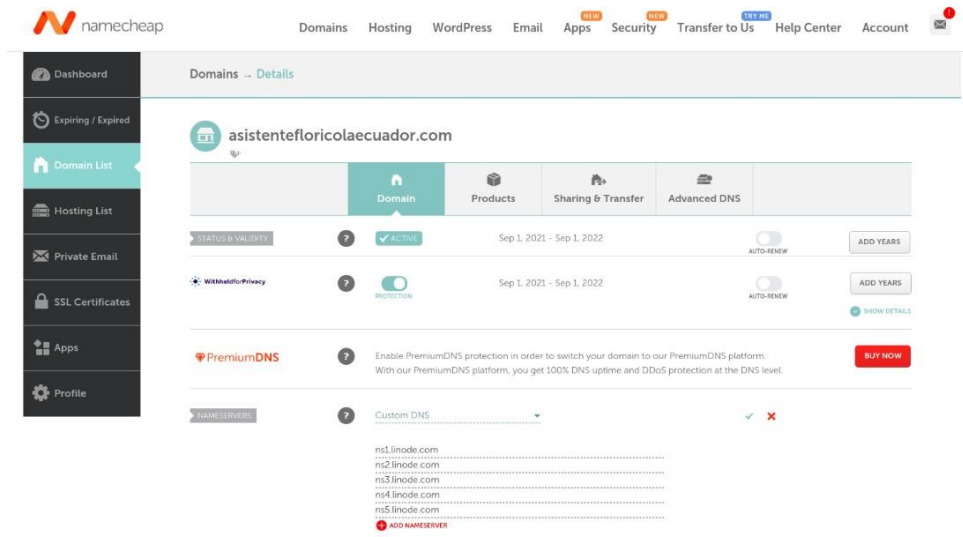 namecheap
Domains Hosting WordPress Email Apps NEW Security NEW Transfer to Us TRY ME Help Center Account
Dashboard
Expiring / Expired
Domain List
Hosting List
Private Email
SSL Certificates
Apps
Profile
Domains → Details
asistentefloricolaecuador.com
Domain Products Sharing & Transfer Advanced DNS
STATUS & VALIDITY ? ACTIVE Sep 1, 2021 - Sep 1, 2022 AUTO-RENEW ADD YEARS
WithheldforPrivacy ? PROTECTION Sep 1, 2021 - Sep 1, 2022 AUTO-RENEW ADD YEARS
SHOW DETAILS
PremiumDNS ? Enable PremiumDNS protection in order to switch your domain to our PremiumDNS platform. BUY NOW
With our PremiumDNS platform, you get 100% DNS uptime and DDoS protection at the DNS level.
NAMESERVERS ? Custom DNS
ns1.linode.com
ns2.linode.com
ns3.linode.com
ns4.linode.com
ns5.linode.com
ADD NAMESERVER